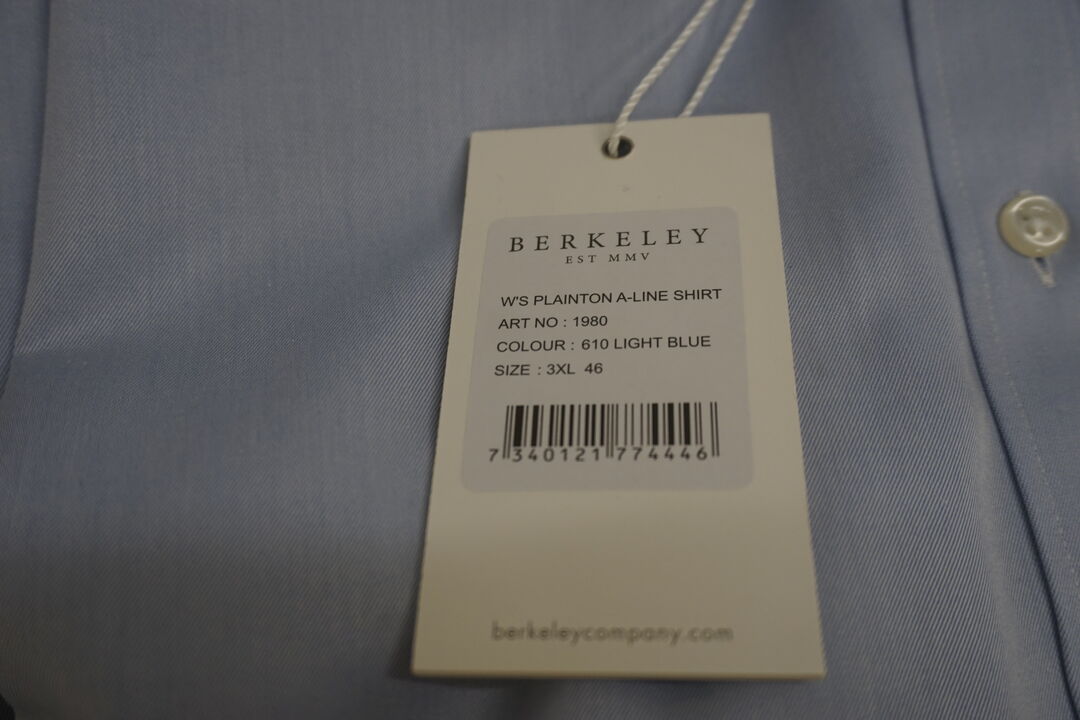 BERKELEY
EST MMV
W'S PLAINTON A-LINE SHIRT
ART NO : 1980
COLOUR : 610 LIGHT BLUE
SIZE : 3XL 46
7 340121 774446
berkeleycompany.com